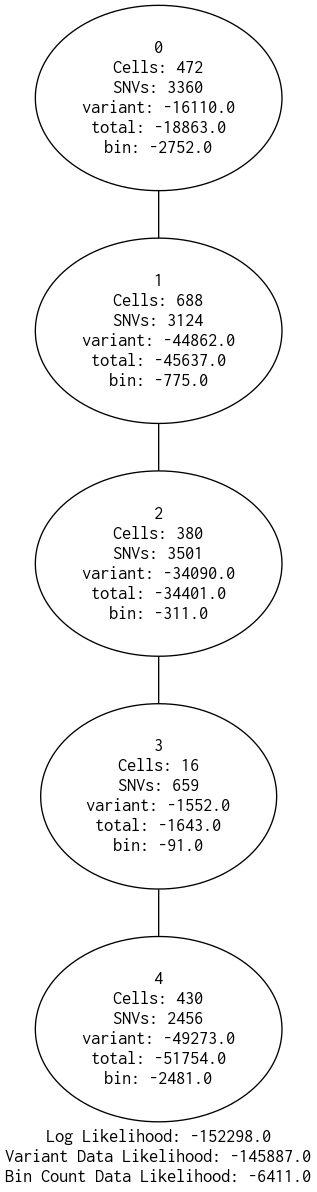 0
Cells: 472
SNVs: 3360
variant: -16110.0
total: -18863.0
bin: -2752.0
1
Cells: 688
SNVs: 3124
variant: -44862.0
total: -45637.0
bin: -775.0
2
Cells: 380
SNVs: 3501
variant: -34090.0
total: -34401.0
bin: -311.0
3
Cells: 16
SNVs: 659
variant: -1552.0
total: -1643.0
bin: -91.0
4
Cells: 430
SNVs: 2456
variant: -49273.0
total: -51754.0
bin: -2481.0
Log Likelihood: -152298.0
Variant Data Likelihood: -145887.0
Bin Count Data Likelihood: -6411.0